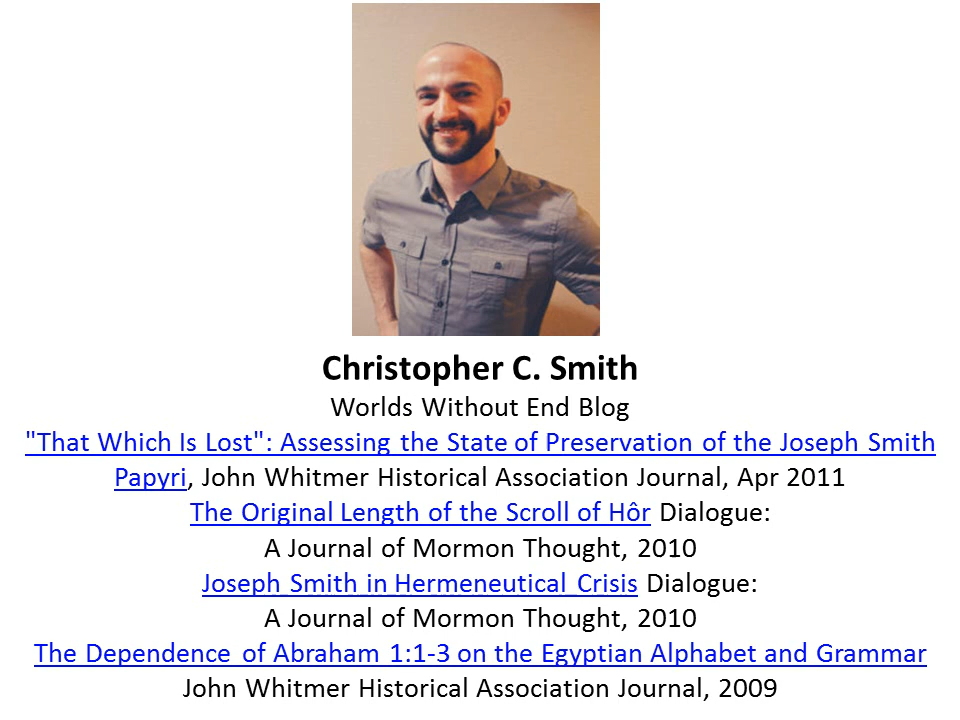 Christopher C. Smith
Worlds Without End Blog
"That Which Is Lost": Assessing the State of Preservation of the Joseph Smith
Papyri, John Whitmer Historical Association Journal, Apr 2011
The Original Length of the Scroll of Hôr Dialogue:
A Journal of Mormon Thought, 2010
Joseph Smith in Hermeneutical Crisis Dialogue:
A Journal of Mormon Thought, 2010
The Dependence of Abraham 1:1-3 on the Egyptian Alphabet and Grammar
John Whitmer Historical Association Journal, 2009